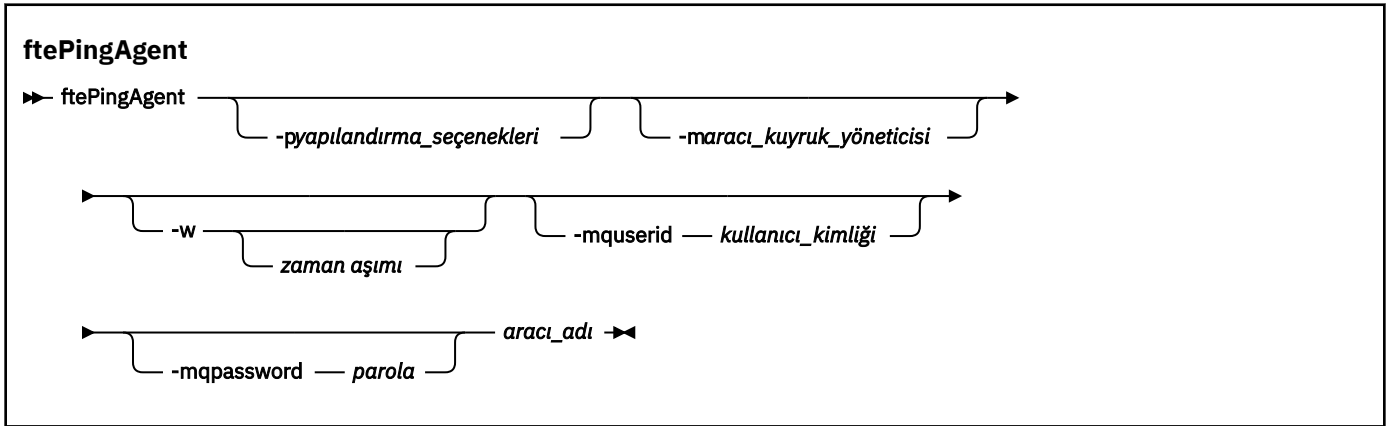 ftePingAgent
ftePingAgent
-pyapılandırma_seçenekleri -maracı_kuyruk_yöneticisi
-w -mquserid kullanıcı_kimliği
zaman aşımı
aracı_adı
-mqpassword parola